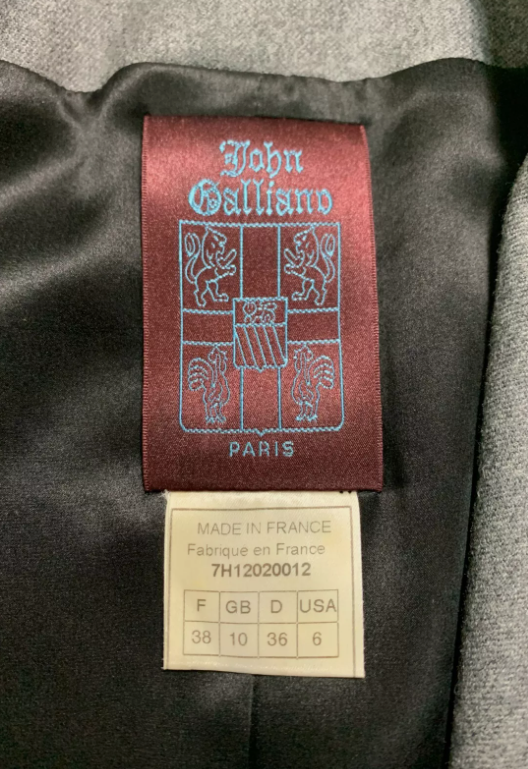 John
Galliano
PARIS
MADE IN FRANCE
Fabrique en France
7H12020012
F GB D USA
38 10 36 6